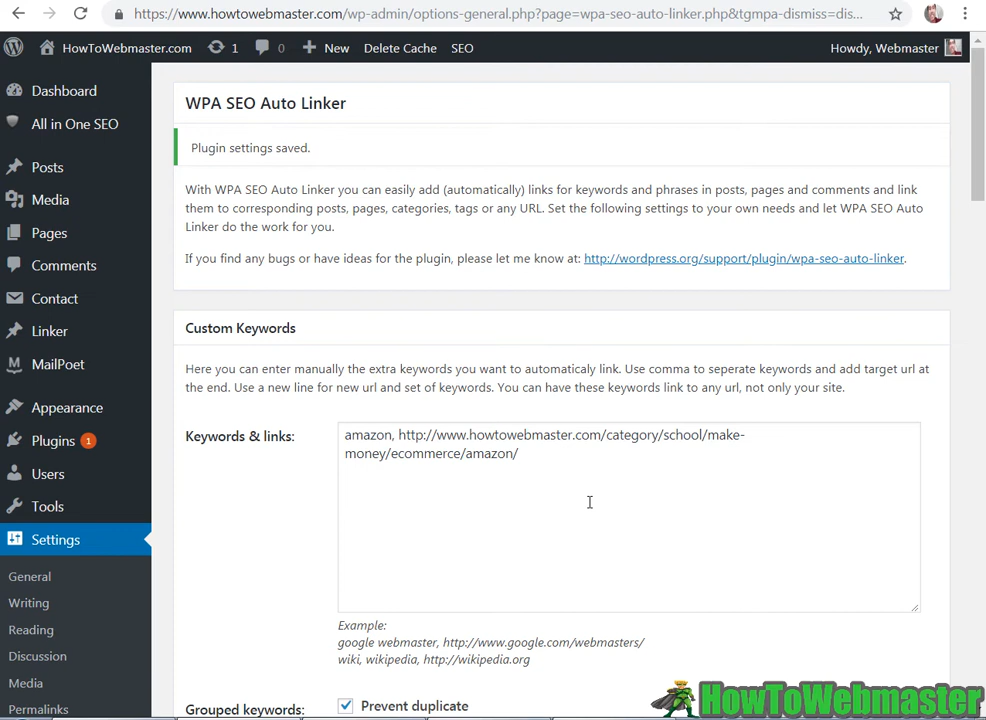 https://www.howtowebmaster.com/wp-admin/options-general.php?page=wpa-seo-auto-linker.php&tgmpa-dismiss=dis...
HowToWebmaster.com 1 0 New Delete Cache SEO Howdy, Webmaster
Dashboard
All in One SEO
Posts
Media
Pages
Comments
Contact
Linker
MailPoet
Appearance
Plugins 1
Users
Tools
Settings
General
Writing
Reading
Discussion
Media
Permalinks
WPA SEO Auto Linker
Plugin settings saved.
With WPA SEO Auto Linker you can easily add (automatically) links for keywords and phrases in posts, pages and comments and link
them to corresponding posts, pages, categories, tags or any URL. Set the following settings to your own needs and let WPA SEO Auto
Linker do the work for you.
If you find any bugs or have ideas for the plugin, please let me know at: http://wordpress.org/support/plugin/wpa-seo-auto-linker.
Custom Keywords
Here you can enter manually the extra keywords you want to automaticaly link. Use comma to seperate keywords and add target url at
the end. Use a new line for new url and set of keywords. You can have these keywords link to any url, not only your site.
Keywords & links:
amazon, http://www.howtowebmaster.com/category/school/make-
money/ecommerce/amazon/
Example:
google webmaster, http://www.google.com/webmasters/
wiki, wikipedia, http://wikipedia.org
Grouped keywords: Prevent duplicate
HowToWebmaster